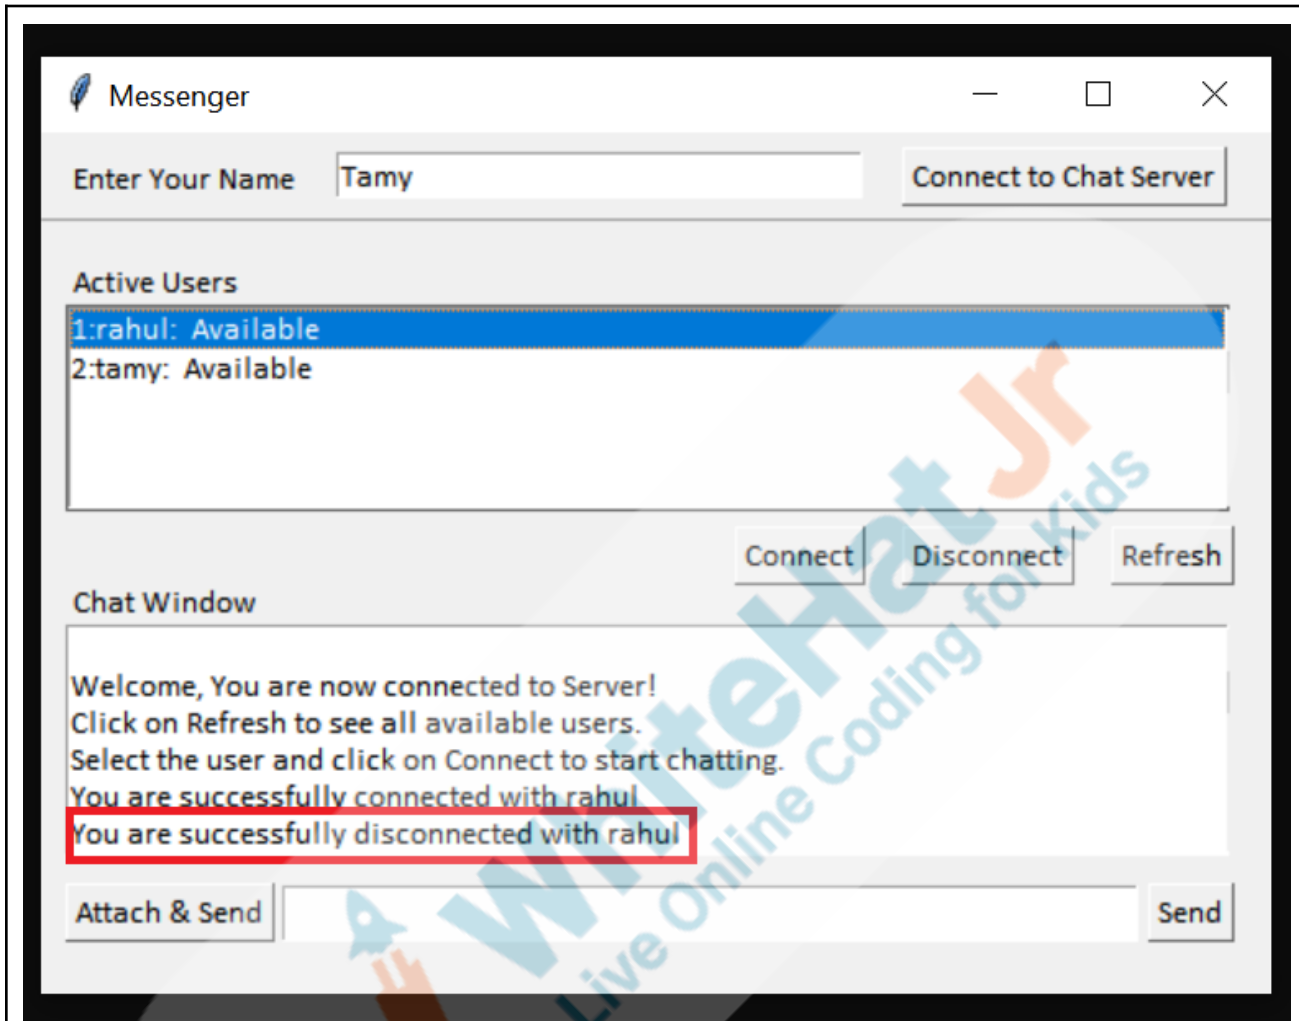 Messenger
Enter Your Name Tamy Connect to Chat Server
Active Users
1:rahul: Available
2:tamy: Available
Connect Disconnect Refresh
Chat Window
Welcome, You are now connected to Server!
Click on Refresh to see all available users.
Select the user and click on Connect to start chatting.
You are successfully connected with rahul
You are successfully disconnected with rahul
Attach & Send Send
WhiteHat Jr
Live Online Coding for Kids